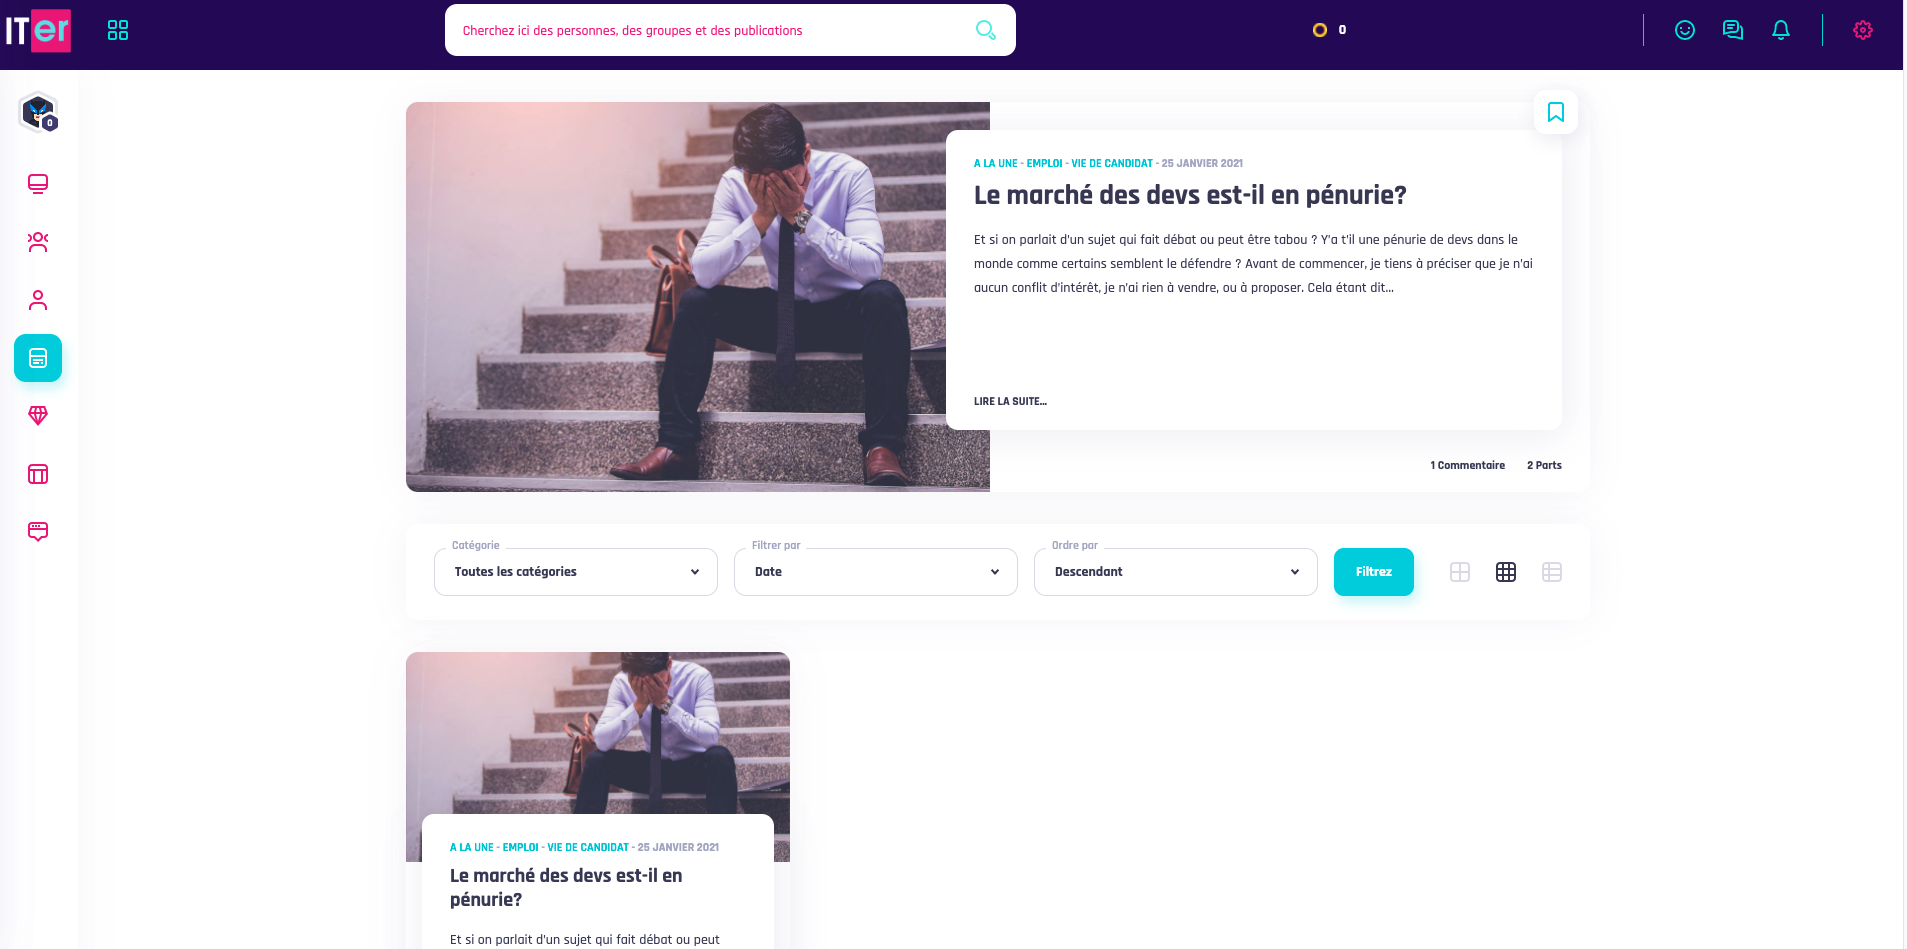 ITer
Cherchez ici des personnes, des groupes et des publications
0
0
A LA UNE - EMPLOI - VIE DE CANDIDAT - 25 JANVIER 2021
Le marché des devs est-il en pénurie?
Et si on parlait d'un sujet qui fait débat ou peut être tabou ? Y'a t'il une pénurie de devs dans le
monde comme certains semblent le défendre ? Avant de commencer, je tiens à préciser que je n'ai
aucun conflit d'intérêt, je n'ai rien à vendre, ou à proposer. Cela étant dit...
LIRE LA SUITE...
1 Commentaire 2 Parts
Catégorie Filtrer par Ordre par
Toutes les catégories Date Descendant Filtrez
A LA UNE - EMPLOI - VIE DE CANDIDAT - 25 JANVIER 2021
Le marché des devs est-il en
pénurie?
Et si on parlait d'un sujet qui fait débat ou peut